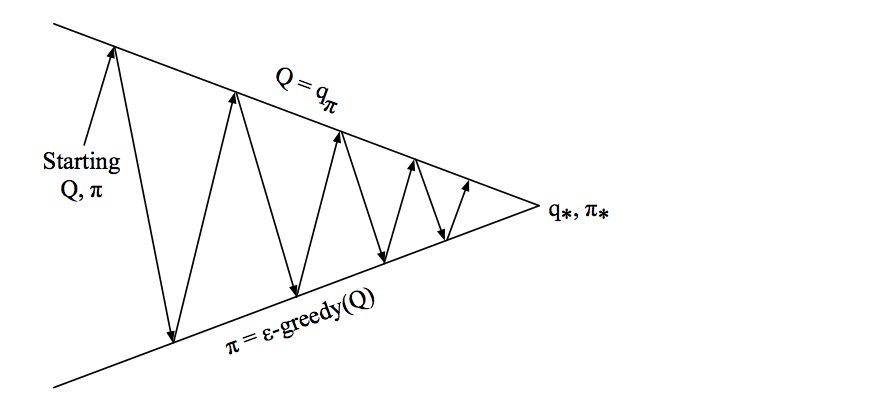 Q = qπ
Starting
Q, π
q*, π*
π = ε-greedy(Q)